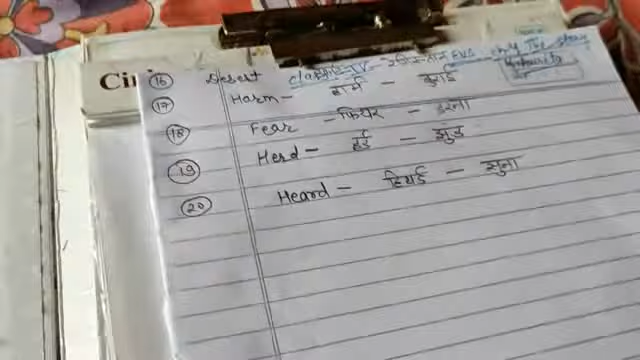 (16) Desert
(17) Harm - हार्म - बुराई
(18) Fear - फियर - डरना
(19) Herd - हर्ड - झुंड
(20) Heard - हियर्ड - सुना